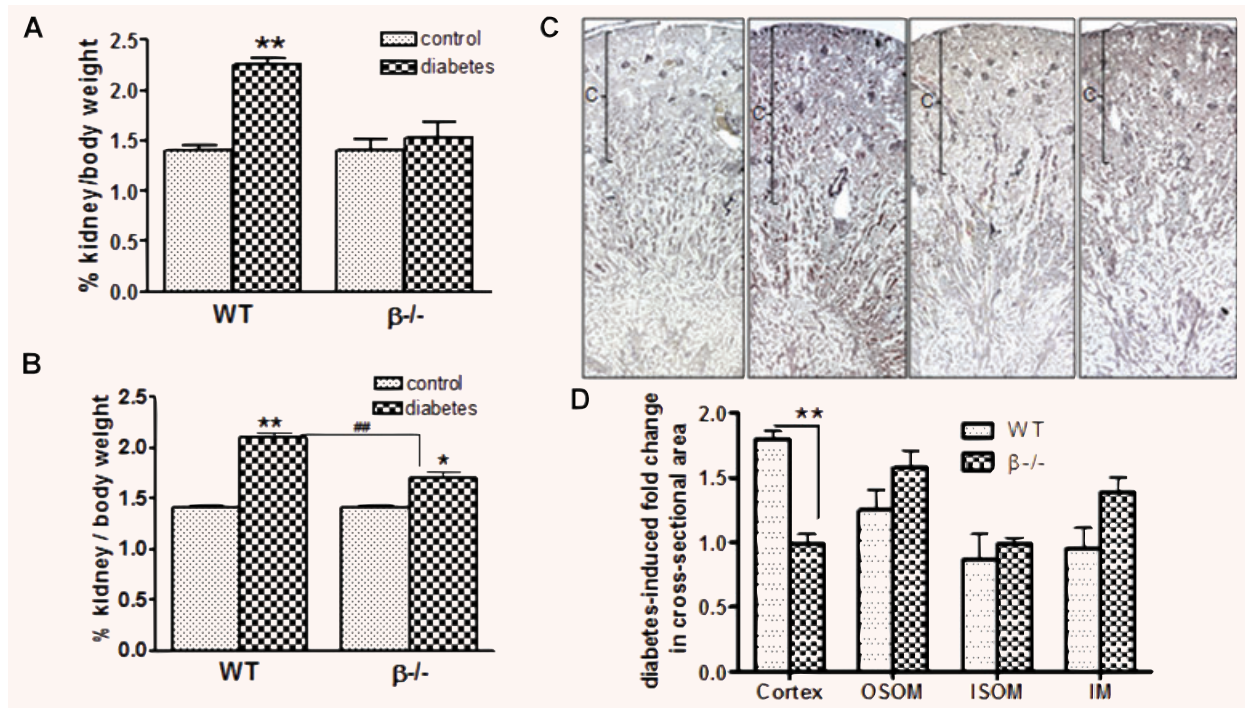 A
% kidney/body weight
2.5
2.0
1.5
1.0
0.5
0.0
**
control
diabetes
WT
β-/-
B
% kidney / body weight
2.5
2.0
1.5
1.0
0.5
0.0
**
##
*
control
diabetes
WT
β-/-
C
C
C
C
C
D
diabetes-induced fold change
in cross-sectional area
2.0
1.5
1.0
0.5
0.0
**
WT
β-/-
Cortex
OSOM
ISOM
IM